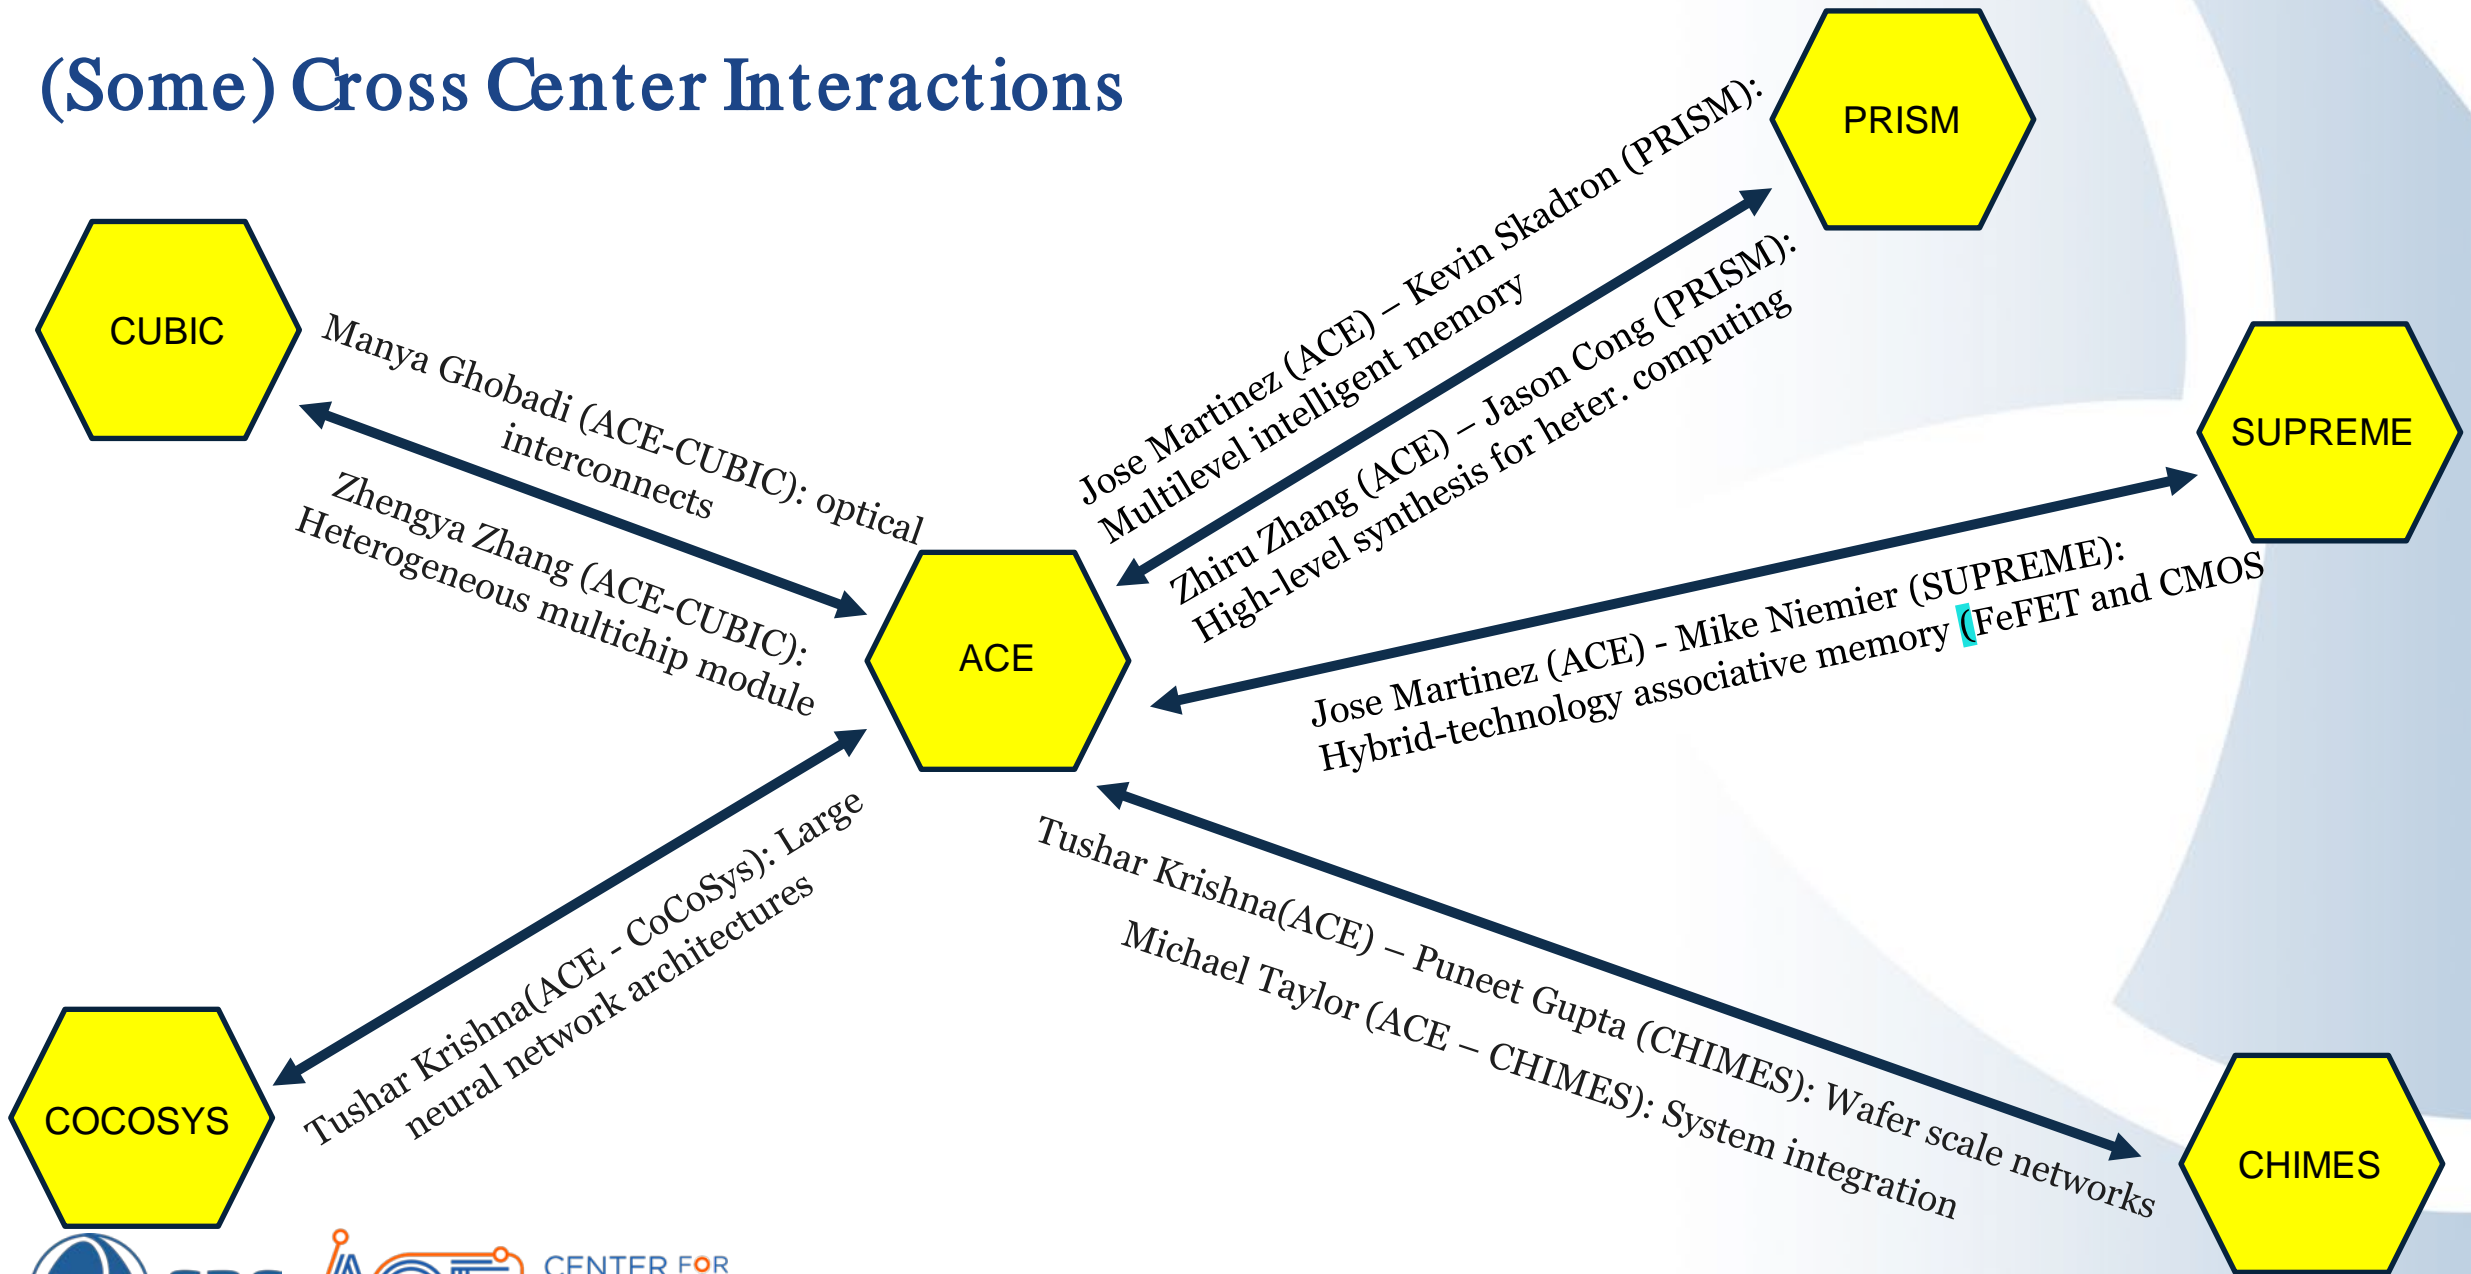 (Some) Cross Center Interactions
PRISM
CUBIC
SUPREME
ACE
COCOSYS
CHIMES
Manya Ghobadi (ACE-CUBIC): optical
interconnects
Zhengya Zhang (ACE-CUBIC):
Heterogeneous multichip module
Jose Martinez (ACE) – Kevin Skadron (PRISM):
Multilevel intelligent memory
Zhiru Zhang (ACE) – Jason Cong (PRISM):
High-level synthesis for heter. computing
Jose Martinez (ACE) - Mike Niemier (SUPREME):
Hybrid-technology associative memory (FeFET and CMOS
Tushar Krishna(ACE - CoCoSys): Large
neural network architectures
Tushar Krishna(ACE) – Puneet Gupta (CHIMES): Wafer scale networks
Michael Taylor (ACE – CHIMES): System integration
CENTER FOR